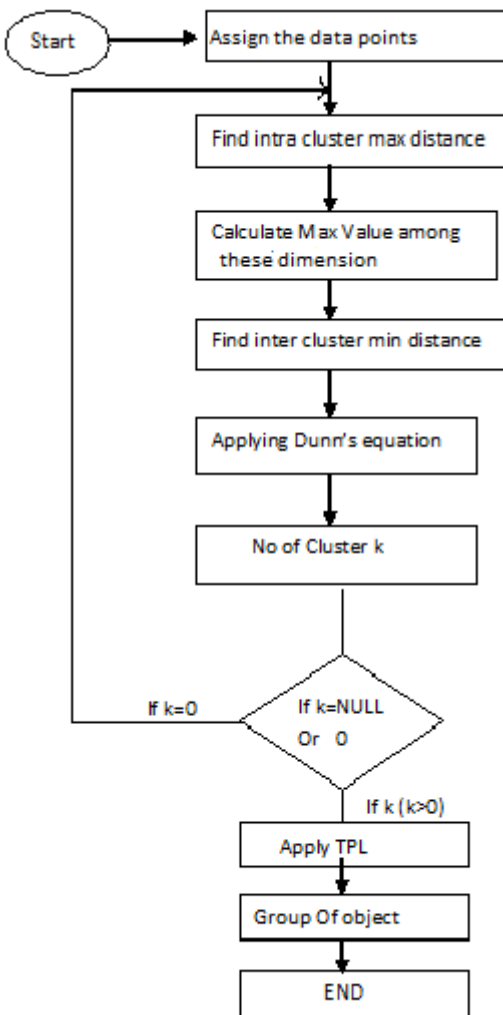 Start
Assign the data points
Find intra cluster max distance
Calculate Max Value among
these dimension
Find inter cluster min distance
Applying Dunn's equation
No of Cluster k
If k=0
If k=NULL
Or 0
If k (k>0)
Apply TPL
Group Of object
END